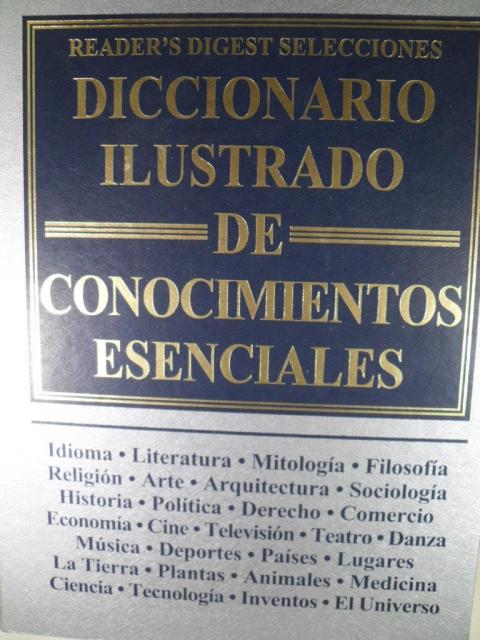 READER'S DIGEST SELECCIONES
DICCIONARIO
ILUSTRADO
DE
CONOCIMIENTOS
ESENCIALES
Idioma • Literatura • Mitología • Filosofía
Religión • Arte • Arquitectura • Sociología
Historia • Política • Derecho • Comercio
Economía • Cine • Televisión • Teatro • Danza
Música • Deportes • Países • Lugares
La Tierra • Plantas • Animales • Medicina
Ciencia • Tecnología • Inventos • El Universo